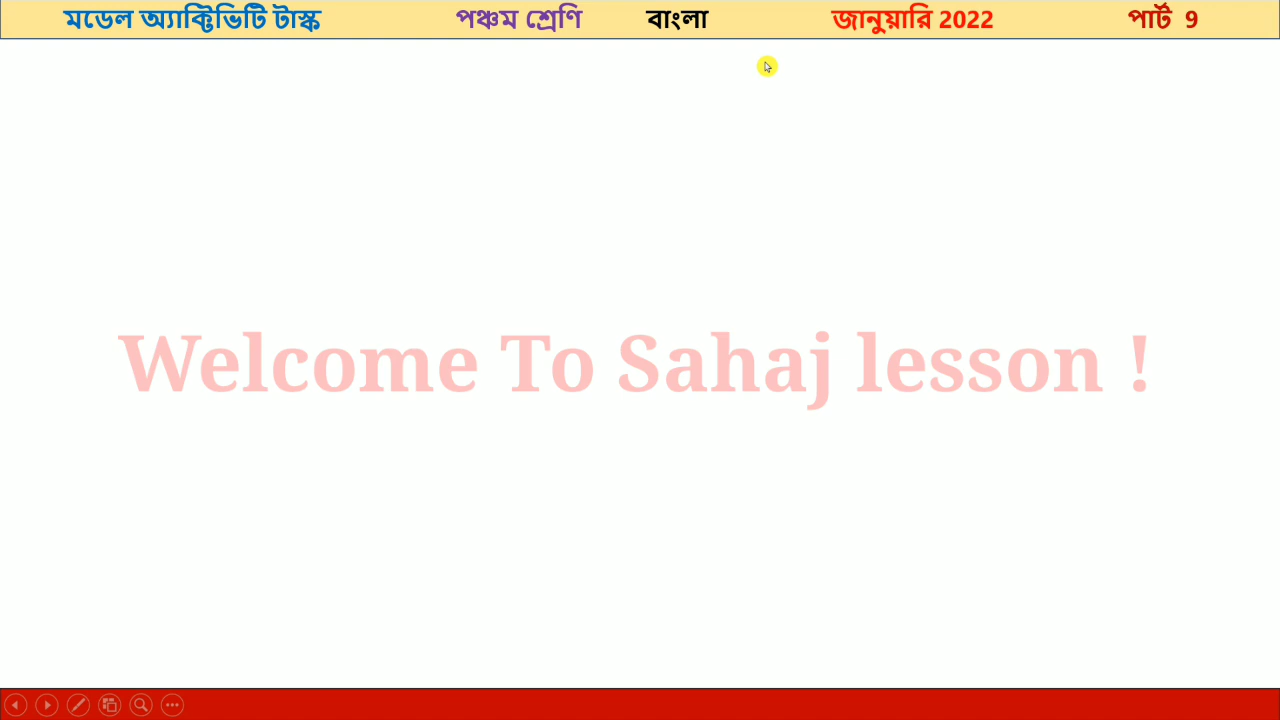 মডেল অ্যাক্টিভিটি টাস্ক পঞ্চম শ্রেণি বাংলা জানুয়ারি 2022 পার্ট 9
Welcome To Sahaj lesson !